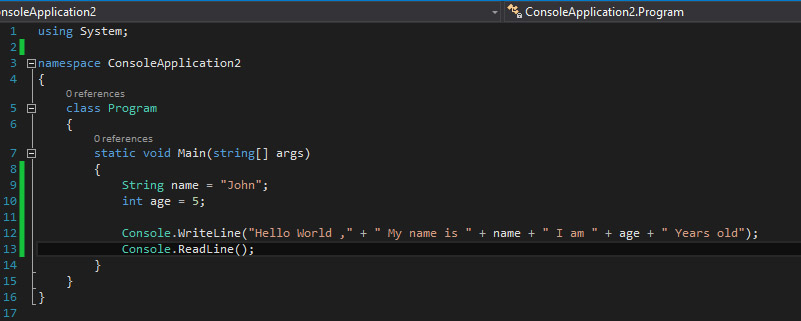 nsoleApplication2 ConsoleApplication2.Program
1 using System;
2
3 namespace ConsoleApplication2
4 {
0 references
5 class Program
6 {
0 references
7 static void Main(string[] args)
8 {
9 String name = "John";
10 int age = 5;
11
12 Console.WriteLine("Hello World ," + " My name is " + name + " I am " + age + " Years old");
13 Console.ReadLine();
14 }
15 }
16 }
17